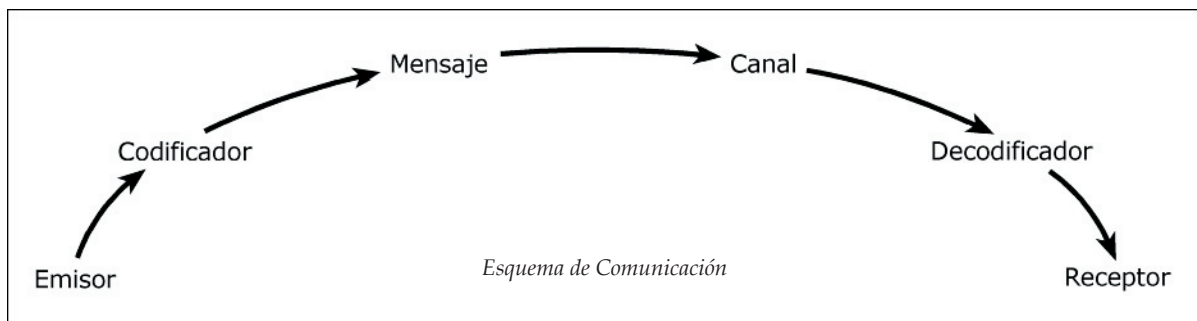 Mensaje
Canal
Codificador
Decodificador
Emisor
Esquema de Comunicación
Receptor